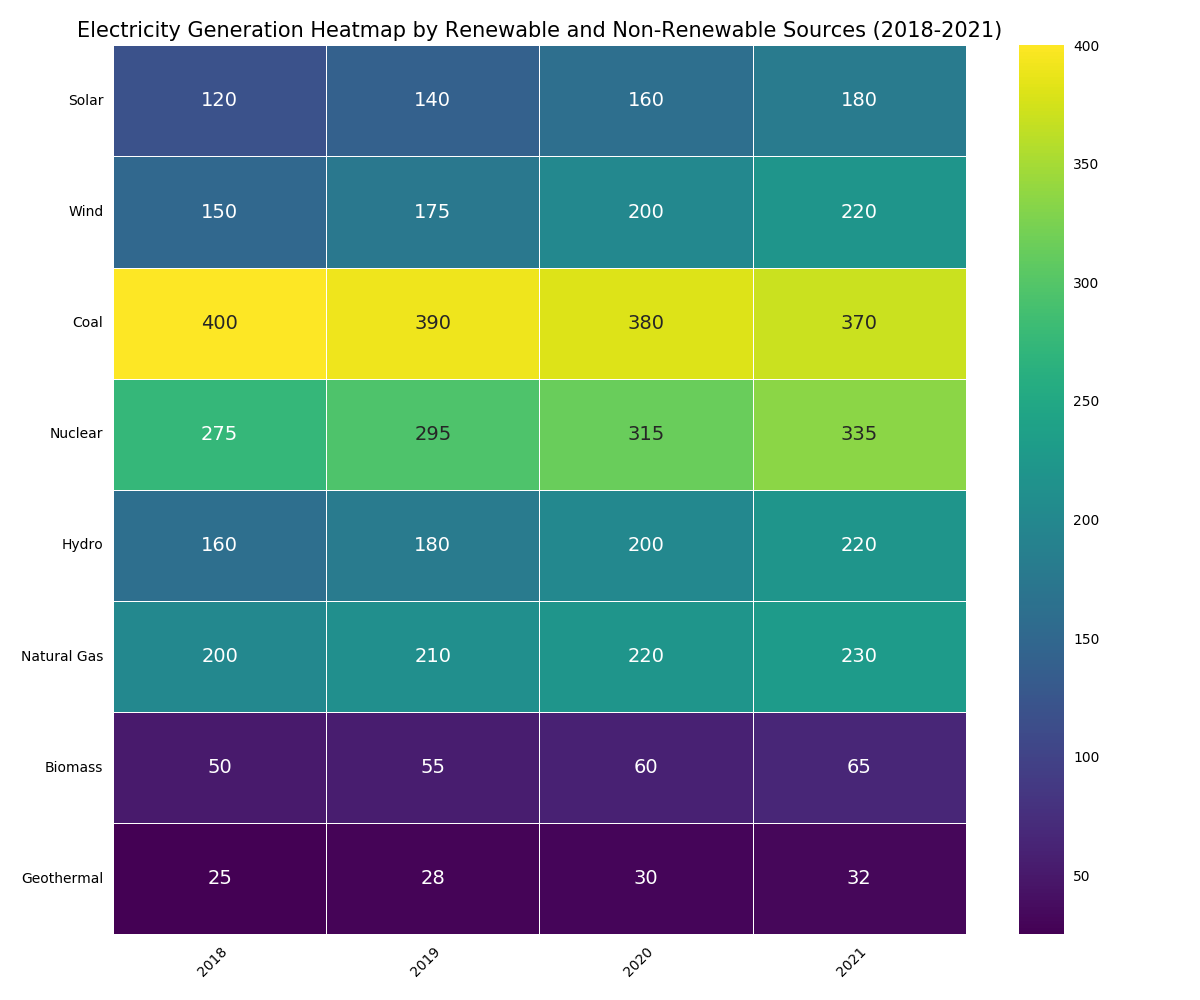 Electricity Generation Heatmap by Renewable and Non-Renewable Sources (2018-2021)
Solar 120 140 160 180
Wind 150 175 200 220
Coal 400 390 380 370
Nuclear 275 295 315 335
Hydro 160 180 200 220
Natural Gas 200 210 220 230
Biomass 50 55 60 65
Geothermal 25 28 30 32
2018 2019 2020 2021
400
350
300
250
200
150
100
50